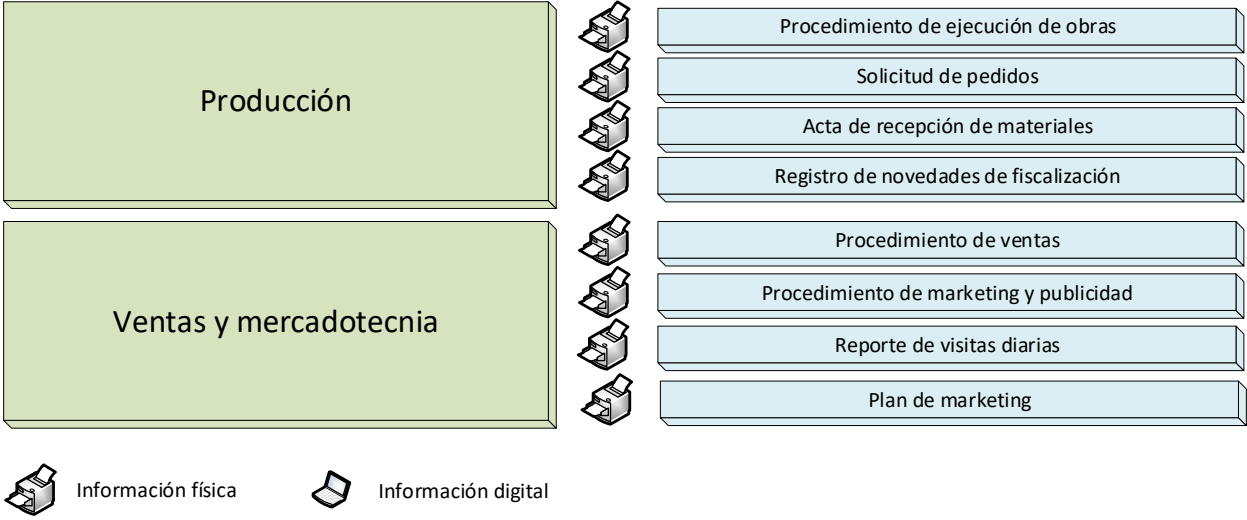 Producción
Procedimiento de ejecución de obras
Solicitud de pedidos
Acta de recepción de materiales
Registro de novedades de fiscalización
Ventas y mercadotecnia
Procedimiento de ventas
Procedimiento de marketing y publicidad
Reporte de visitas diarias
Plan de marketing
Información física
Información digital